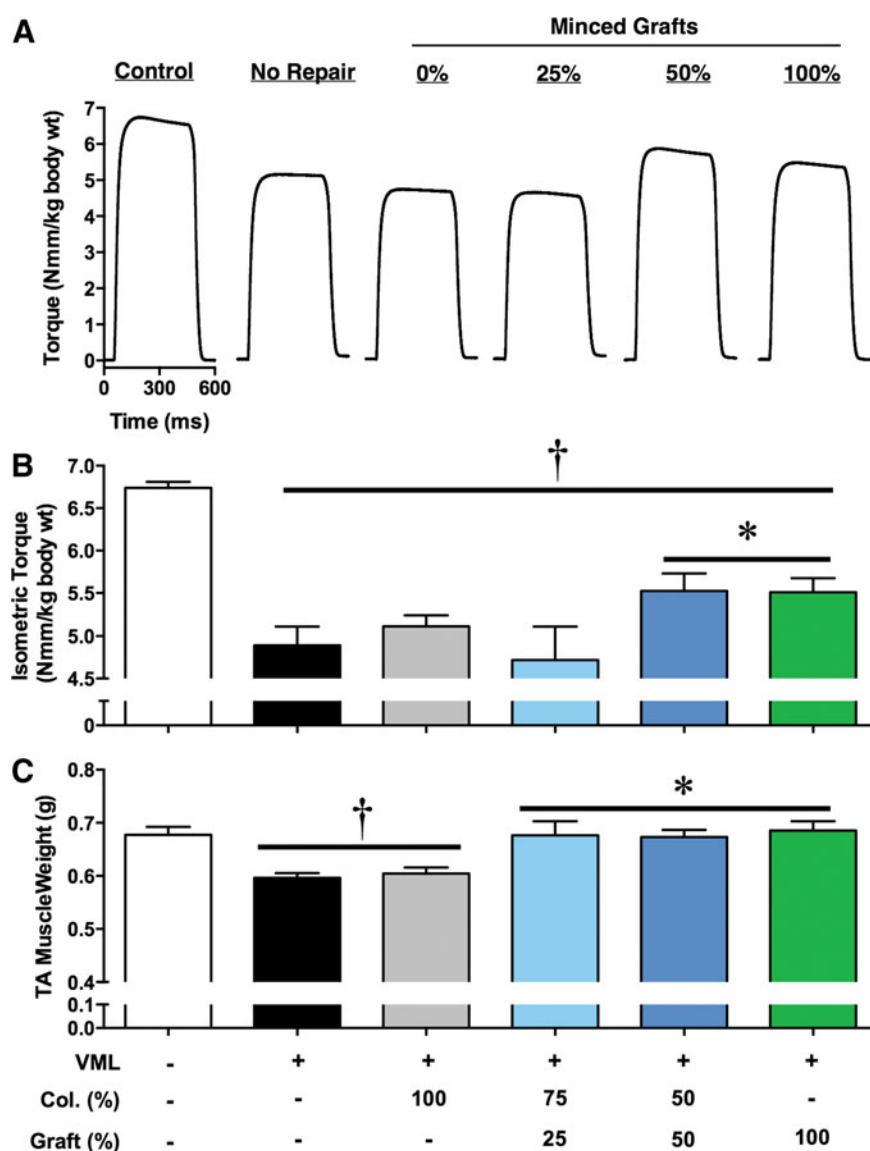 A
Minced Grafts
Control No Repair 0% 25% 50% 100%
Torque (Nmm/kg body wt)
7
6
5
4
3
2
1
0
0 300 600
Time (ms)
B
†
*
Isometric Torque
(Nmm/kg body wt)
7.0
6.5
6.0
5.5
5.0
4.5
0
C
†
*
TA MuscleWeight (g)
0.8
0.7
0.6
0.5
0.4
0.1
0.0
VML - + + + + +
Col. (%) - - 100 75 50 -
Graft (%) - - - 25 50 100